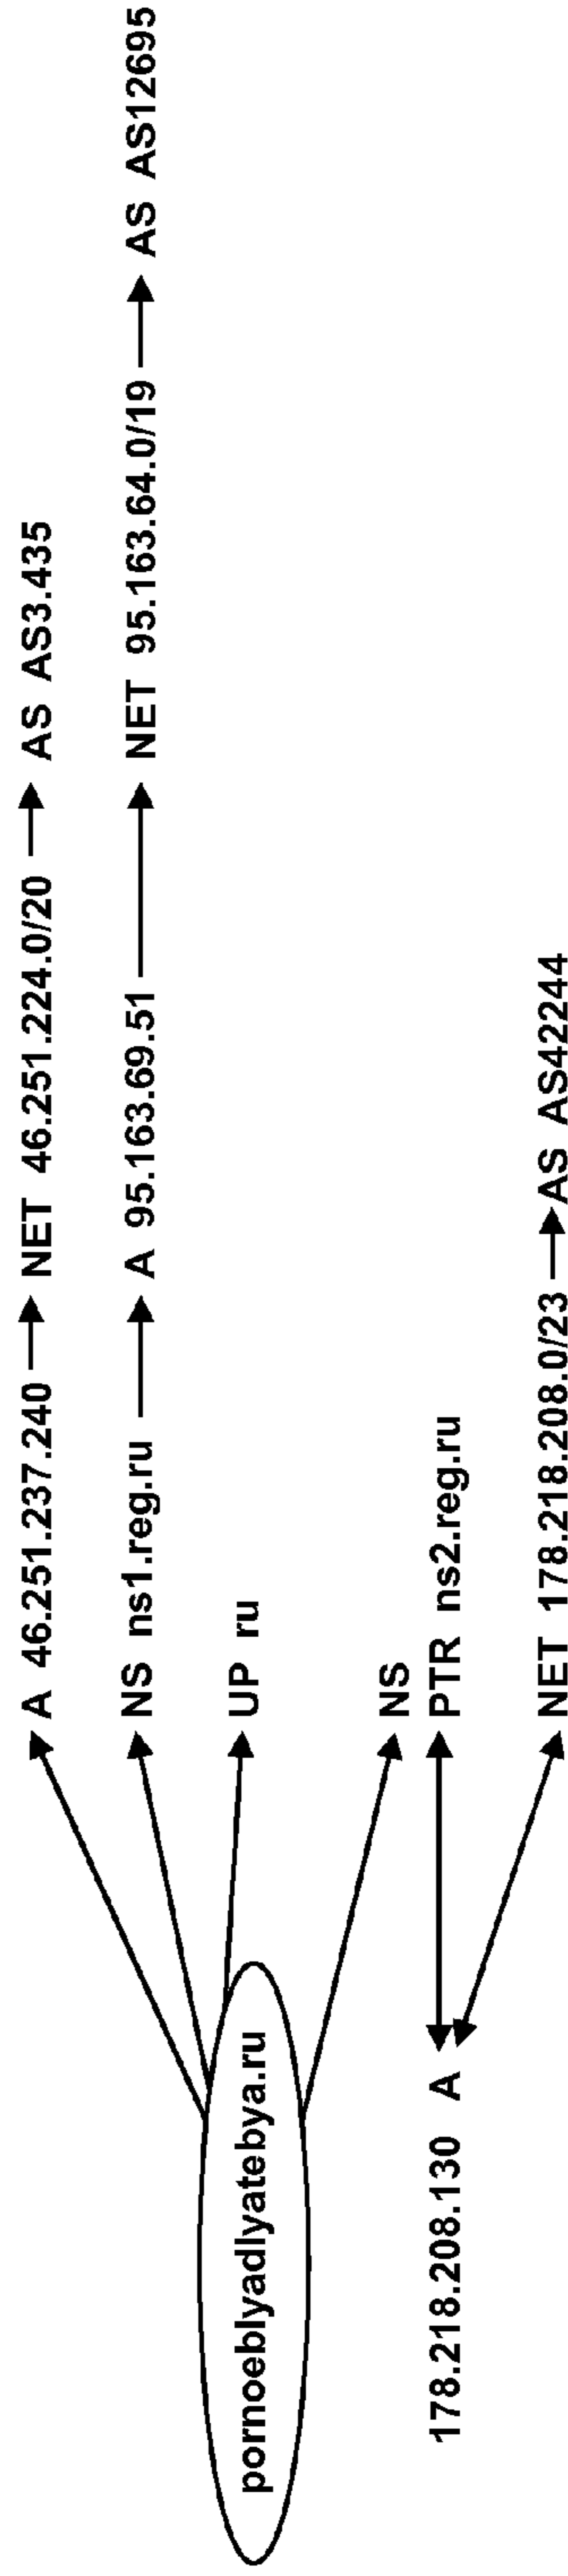 A 46.251.237.240 NET 46.251.224.0/20 AS AS3.435
NS ns1.reg.ru A 95.163.69.51 NET 95.163.64.0/19 AS AS12695
UP ru
pornoeblyadlyatebya.ru
NS
178.218.208.130 A PTR ns2.reg.ru
NET 178.218.208.0/23 AS AS42244